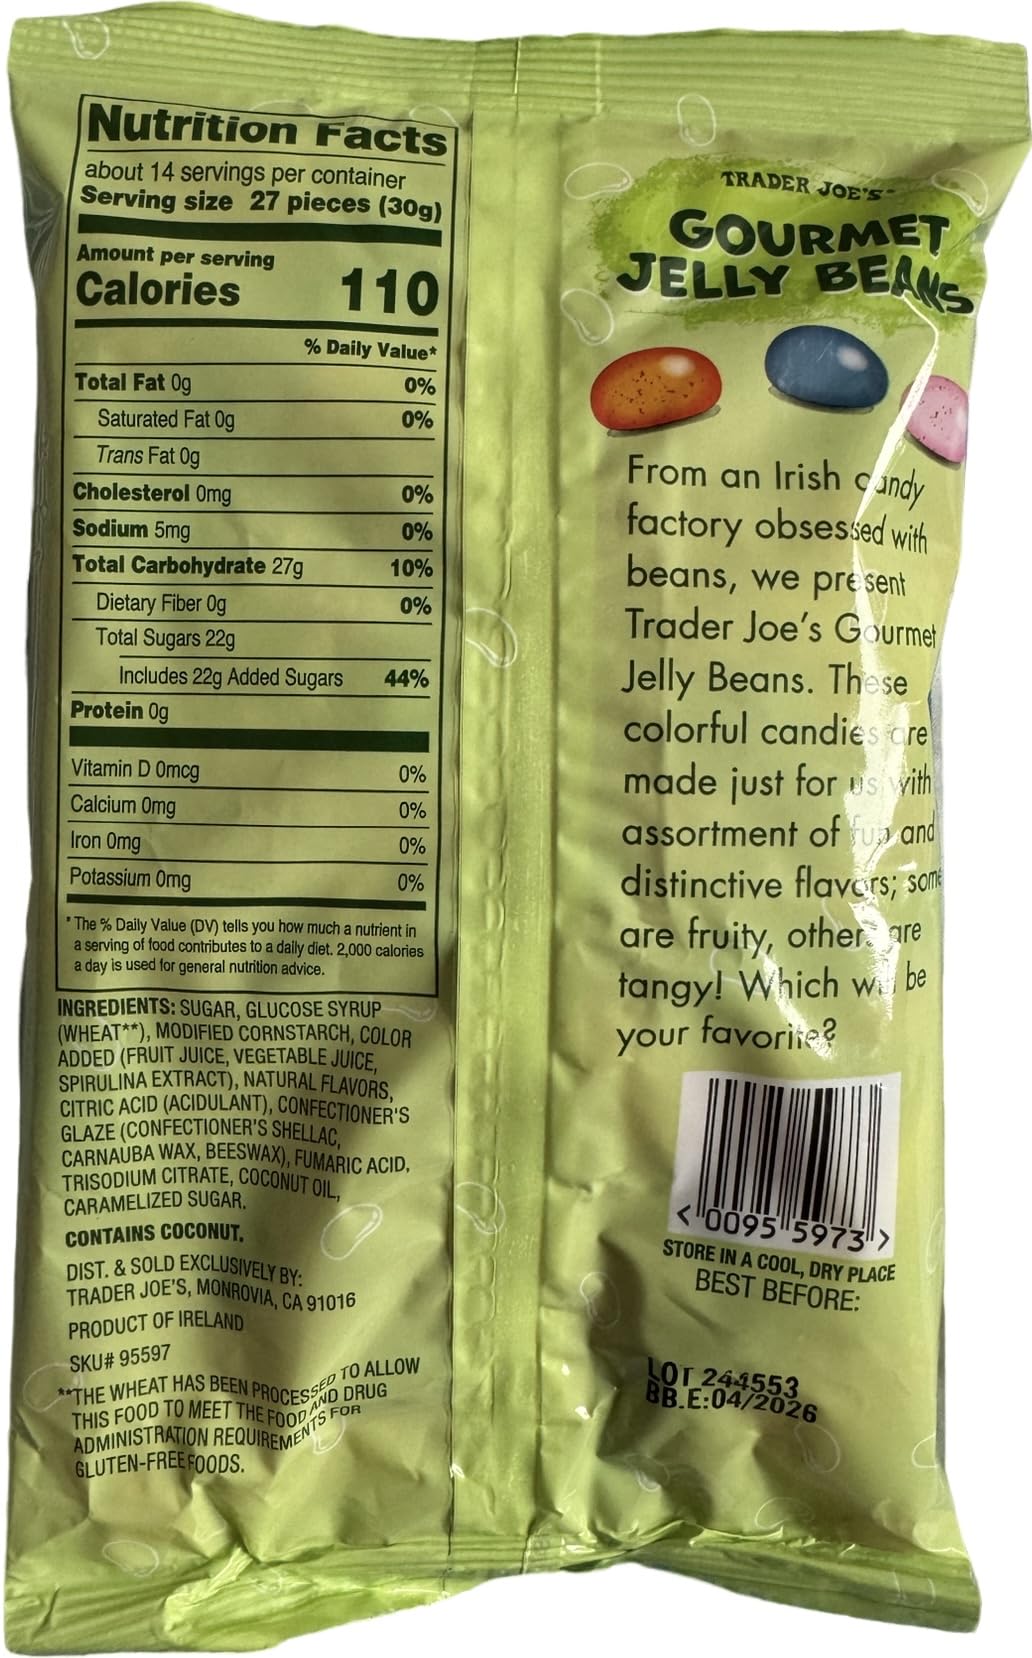 Nutrition Facts
about 14 servings per container
Serving size 27 pieces (30g)
Amount per serving
Calories 110
% Daily Value*
Total Fat 0g 0%
Saturated Fat 0g 0%
Trans Fat 0g
Cholesterol 0mg 0%
Sodium 5mg 0%
Total Carbohydrate 27g 10%
Dietary Fiber 0g 0%
Total Sugars 22g
Includes 22g Added Sugars 44%
Protein 0g
Vitamin D 0mcg 0%
Calcium 0mg 0%
Iron 0mg 0%
Potassium 0mg 0%
* The % Daily Value (DV) tells you how much a nutrient in
a serving of food contributes to a daily diet. 2,000 calories
a day is used for general nutrition advice.
INGREDIENTS: SUGAR, GLUCOSE SYRUP
(WHEAT**), MODIFIED CORNSTARCH, COLOR
ADDED (FRUIT JUICE, VEGETABLE JUICE,
SPIRULINA EXTRACT), NATURAL FLAVORS,
CITRIC ACID (ACIDULANT), CONFECTIONER'S
GLAZE (CONFECTIONER'S SHELLAC,
CARNAUBA WAX, BEESWAX), FUMARIC ACID,
TRISODIUM CITRATE, COCONUT OIL,
CARAMELIZED SUGAR.
CONTAINS COCONUT.
DIST. & SOLD EXCLUSIVELY BY:
TRADER JOE'S, MONROVIA, CA 91016
PRODUCT OF IRELAND
SKU# 95597
**THE WHEAT HAS BEEN PROCESSED TO ALLOW
THIS FOOD TO MEET THE FOOD AND DRUG
ADMINISTRATION REQUIREMENTS FOR
GLUTEN-FREE FOODS.
TRADER JOE'S
GOURMET
JELLY BEANS
From an Irish candy
factory obsessed with
beans, we present
Trader Joe's Gourmet
Jelly Beans. These
colorful candies are
made just for us with
assortment of fun and
distinctive flavors; some
are fruity, others are
tangy! Which will be
your favorite?
< 0095 5973 >
STORE IN A COOL, DRY PLACE
BEST BEFORE:
LOT 244553
BB.E:04/2026